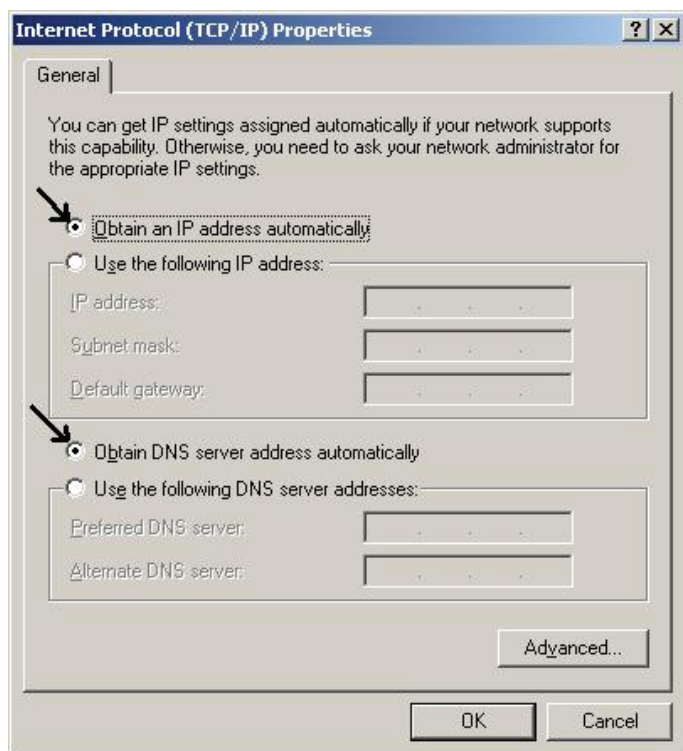 Internet Protocol (TCP/IP) Properties
General
You can get IP settings assigned automatically if your network supports
this capability. Otherwise, you need to ask your network administrator for
the appropriate IP settings.
Obtain an IP address automatically
Use the following IP address:
IP address:
Subnet mask:
Default gateway:
Obtain DNS server address automatically
Use the following DNS server addresses:
Preferred DNS server:
Alternate DNS server:
Advanced...
OK
Cancel